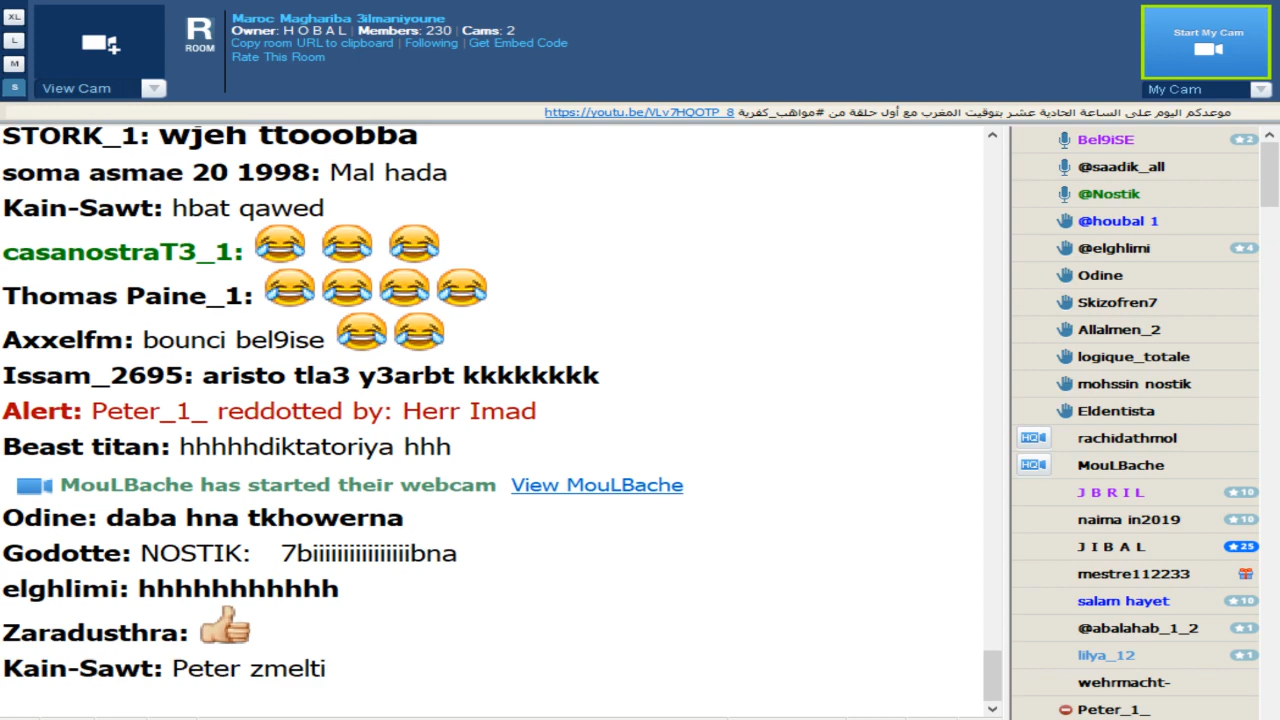 XL
L
M
S
View Cam
R
ROOM
Maroc Maghariba 3ilmaniyoune
Owner: H O B A L | Members: 230 | Cams: 2
Copy room URL to clipboard | Following | Get Embed Code
Rate This Room
Start My Cam
My Cam
موعدكم اليوم على الساعة الحادية عشر بتوقيت المغرب مع أول حلقة من #مواهب_كفرية https://youtu.be/VLv7HQOTP_8
STORK_1: wjeh ttooobba
soma asmae 20 1998: Mal hada
Kain-Sawt: hbat qawed
casanostraT3_1:
Thomas Paine_1:
Axxelfm: bounci bel9ise
Issam_2695: aristo tla3 y3arbt kkkkkkkk
Alert: Peter_1_ reddotted by: Herr Imad
Beast titan: hhhhhdiktatoriya hhh
MouLBache has started their webcam View MouLBache
Odine: daba hna tkhowerna
Godotte: NOSTIK: 7biiiiiiiiiiiiiiiibna
elghlimi: hhhhhhhhhhh
Zaradusthra:
Kain-Sawt: Peter zmelti
Bel9iSE 2
@saadik_all
@Nostik
@houbal 1
@elghlimi 4
Odine
Skizofren7
Allalmen_2
logique_totale
mohssin nostik
Eldentista
HQ rachidathmol
HQ MouLBache
J B R I L 10
naima in2019 10
J I B A L 25
mestre112233
salam hayet 10
@abalahab_1_2 1
lilya_12 1
wehrmacht-
Peter_1_